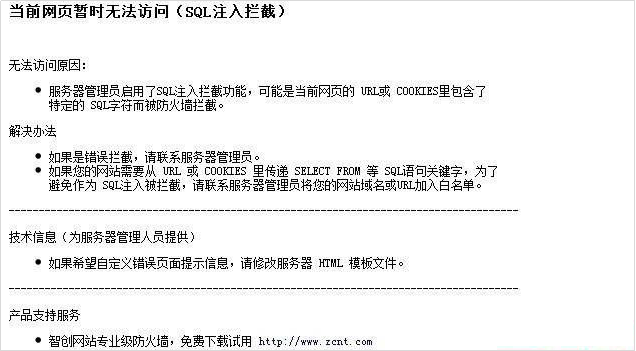 当前网页暂时无法访问（SQL注入拦截）
无法访问原因：
服务器管理员启用了SQL注入拦截功能，可能是当前网页的 URL或 COOKIES里包含了
特定的 SQL字符而被防火墙拦截。
解决办法
如果是错误拦截，请联系服务器管理员。
如果您的网站需要从 URL 或 COOKIES 里传递 SELECT FROM 等 SQL语句关键字，为了
避免作为 SQL注入被拦截，请联系服务器管理员将您的网站域名或URL加入白名单。
技术信息（为服务器管理人员提供）
如果希望自定义错误页面提示信息，请修改服务器 HTML 模板文件。
产品支持服务
智创网站专业级防火墙，免费下载试用 http://www.zcnt.com